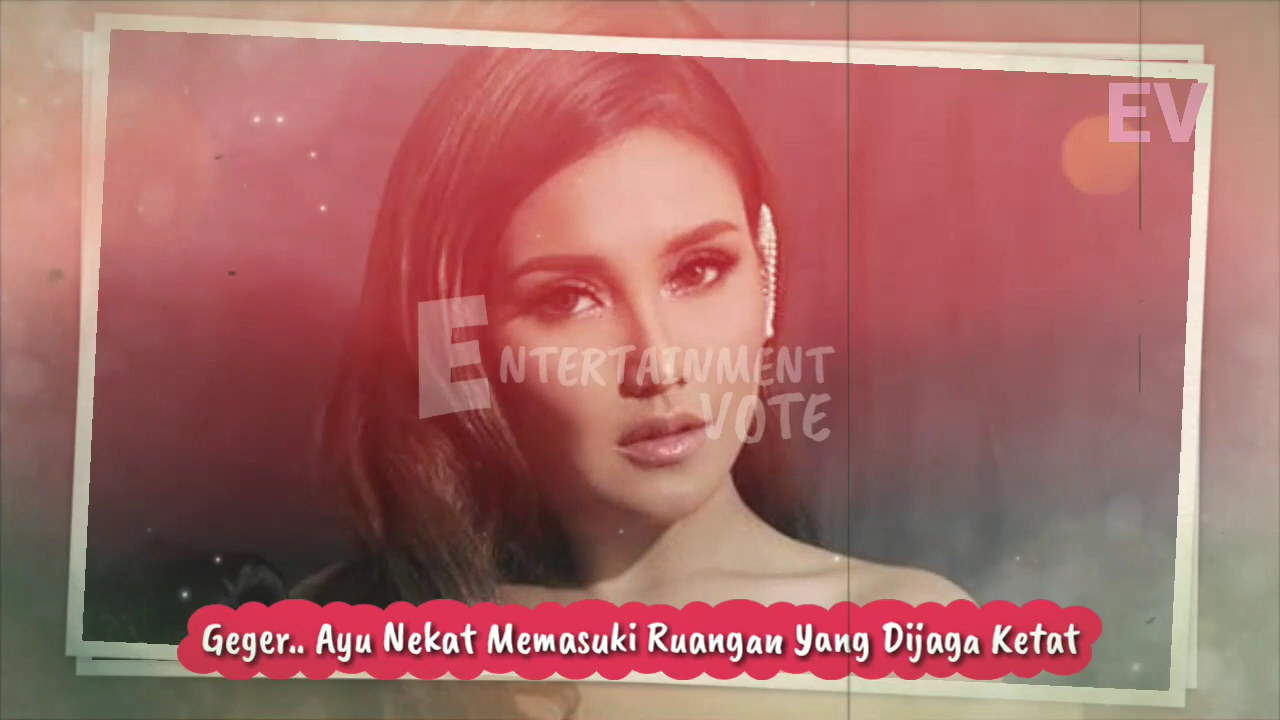 EV
ENTERTAINMENT
VOTE
Geger.. Ayu Nekat Memasuki Ruangan Yang Dijaga Ketat